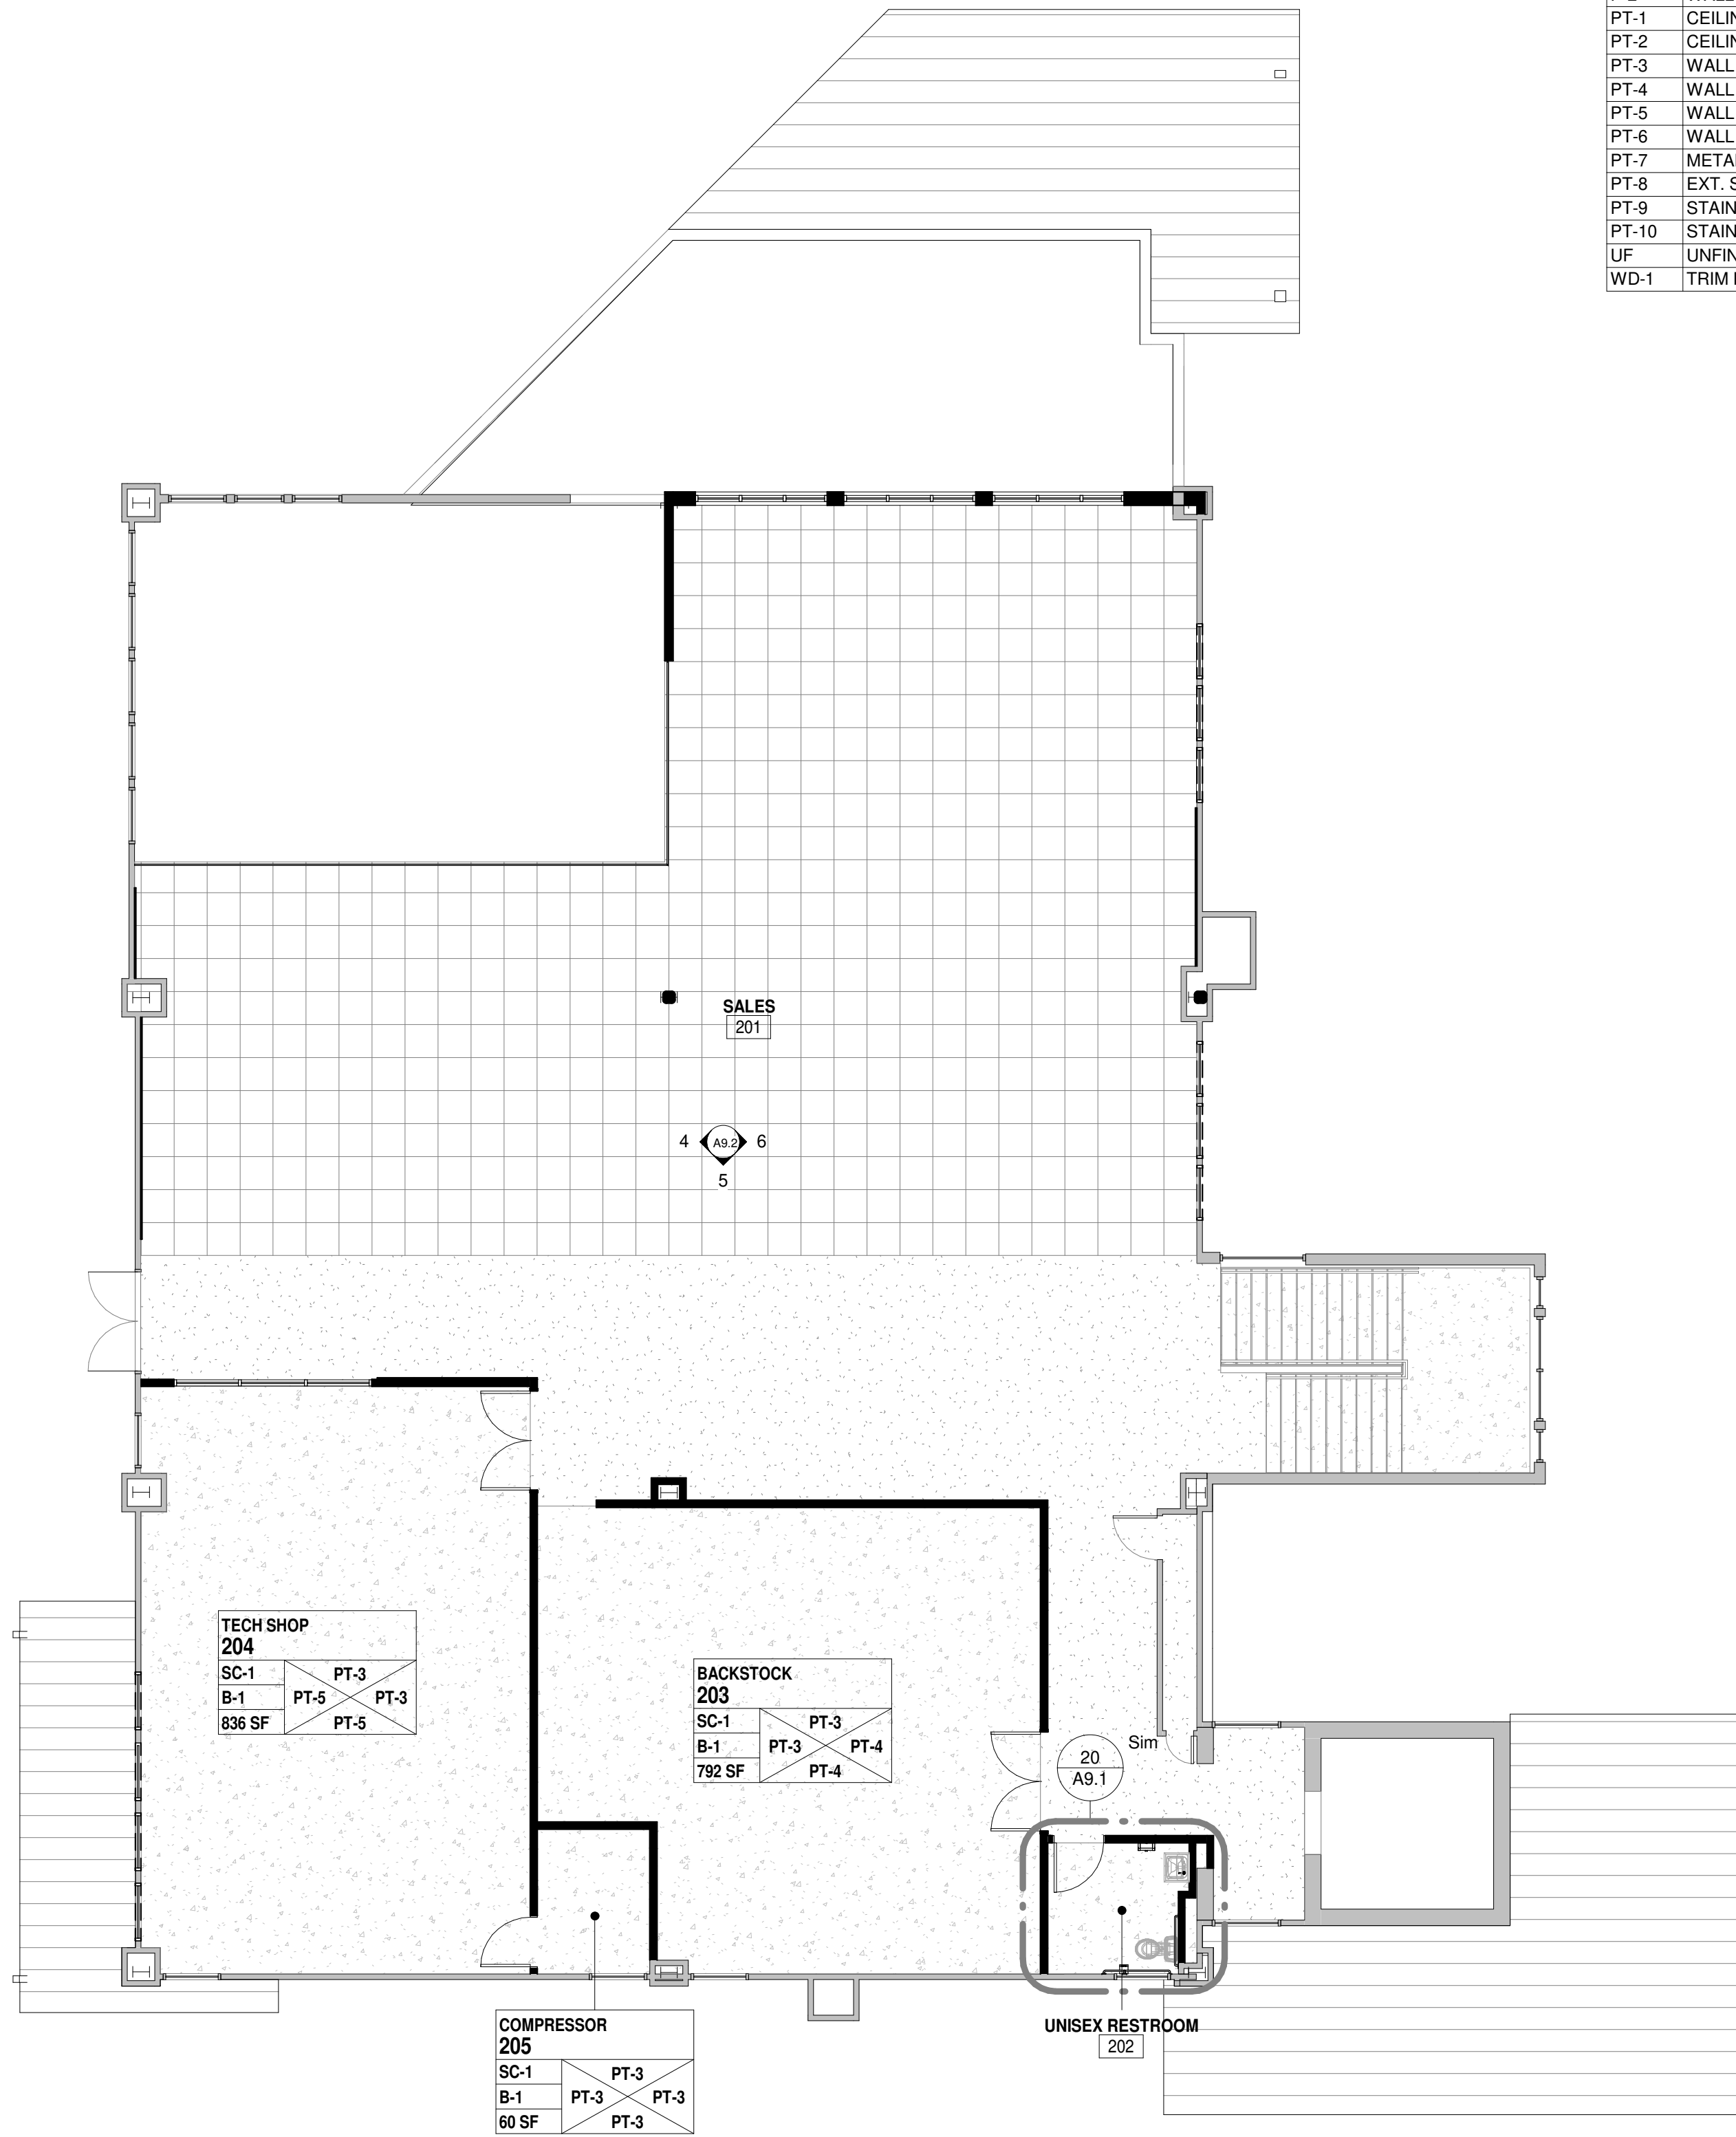 PT-1 CEILIN
PT-2 CEILIN
PT-3 WALL
PT-4 WALL
PT-5 WALL
PT-6 WALL
PT-7 META
PT-8 EXT. S
PT-9 STAIN
PT-10 STAIN
UF UNFIN
WD-1 TRIM
SALES
201
4 A9.2 6
5
TECH SHOP
204
SC-1 PT-3
B-1 PT-5 PT-3
836 SF PT-5
BACKSTOCK
203
SC-1 PT-3
B-1 PT-3 PT-4
792 SF PT-4
Sim
20
A9.1
COMPRESSOR
205
SC-1 PT-3
B-1 PT-3 PT-3
60 SF PT-3
UNISEX RESTROOM
202